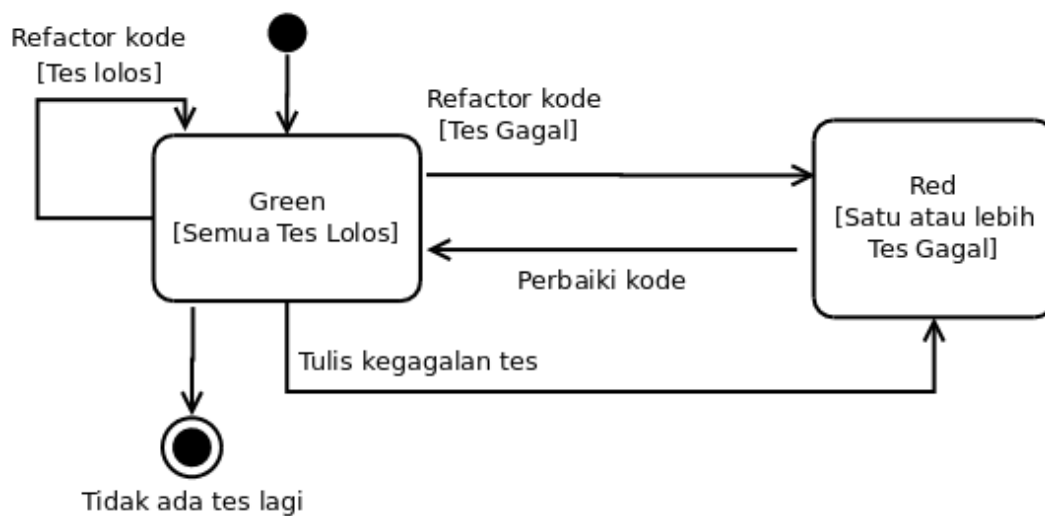 Refactor kode
[Tes lolos]
Refactor kode
[Tes Gagal]
Green
[Semua Tes Lolos]
Red
[Satu atau lebih
Tes Gagal]
Perbaiki kode
Tulis kegagalan tes
Tidak ada tes lagi